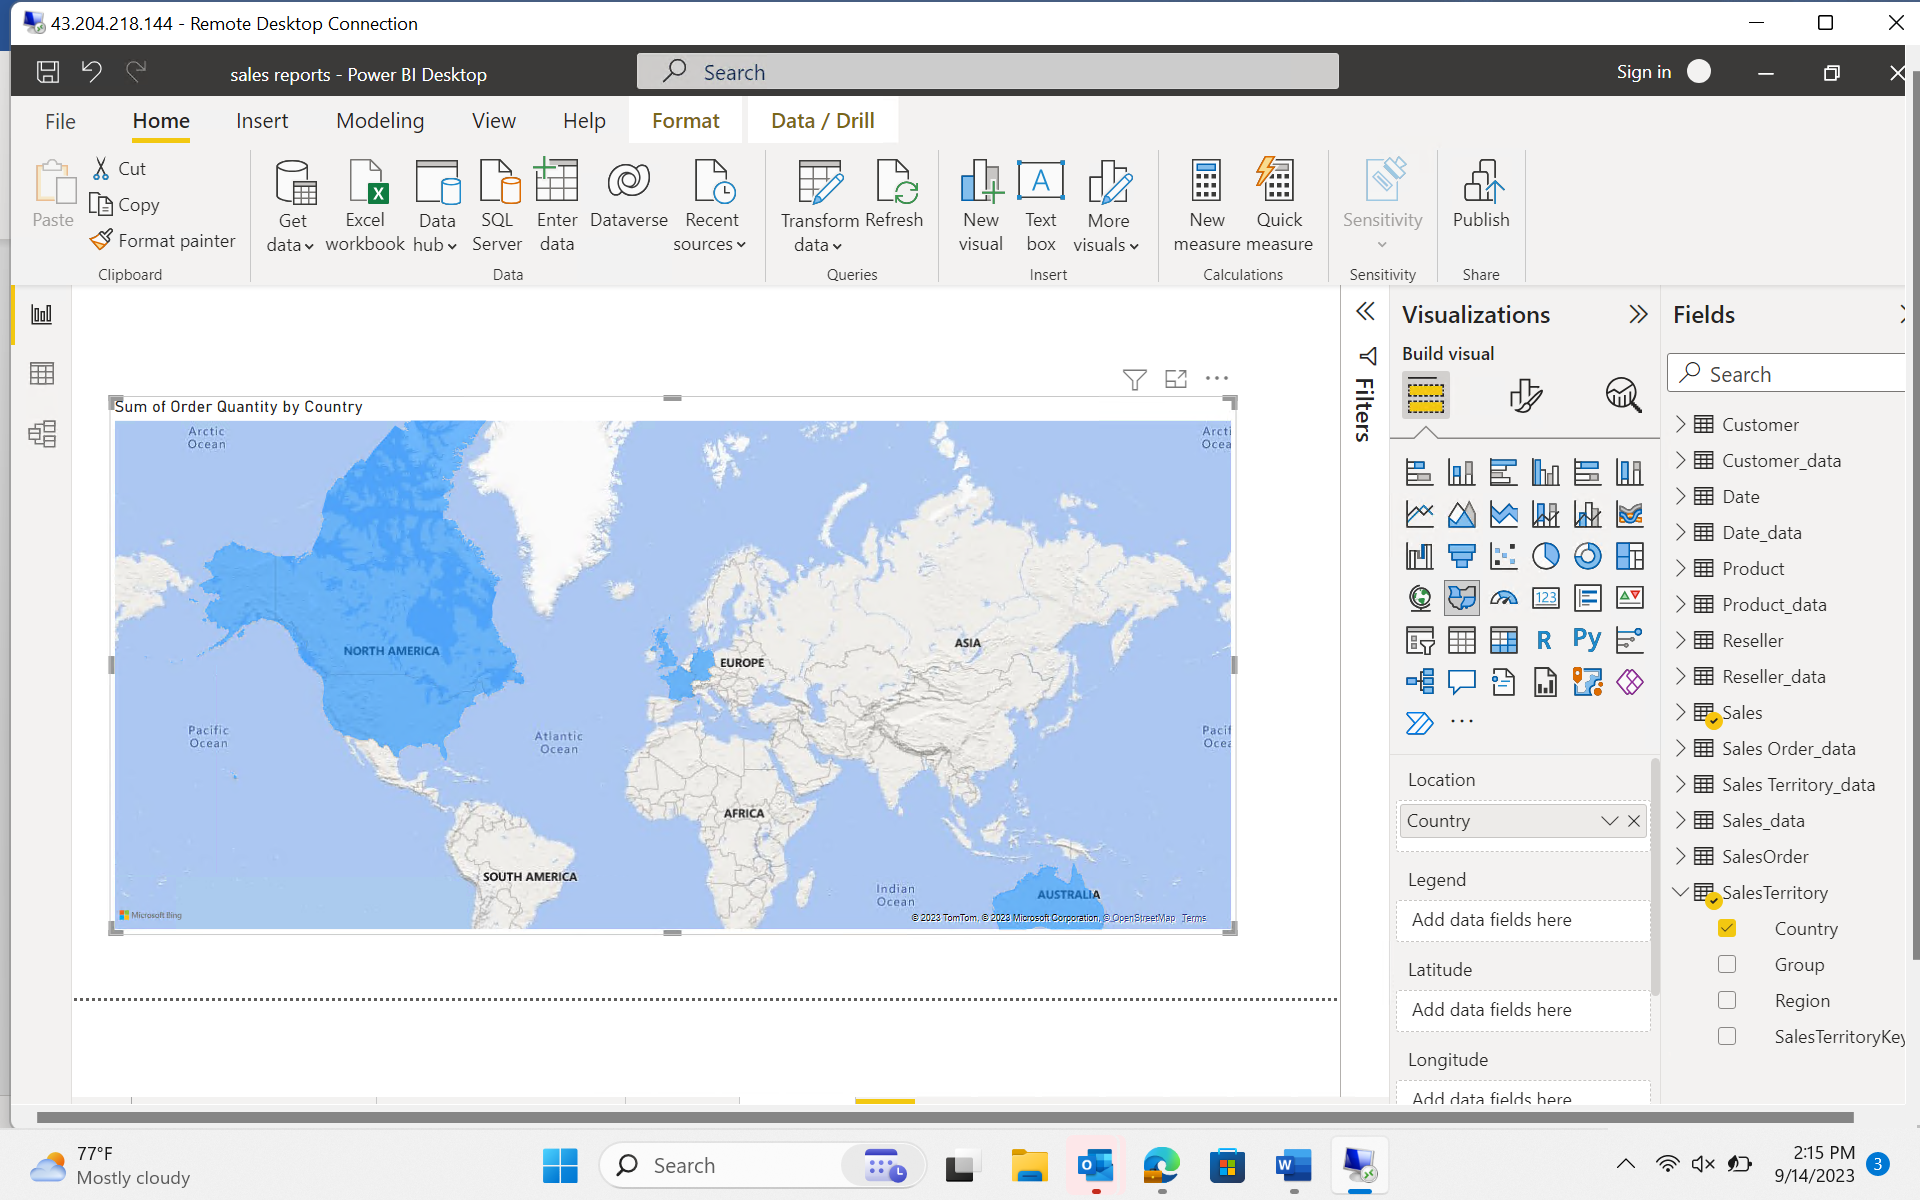 43.204.218.144 - Remote Desktop Connection
sales reports - Power BI Desktop
Search
Sign in
File
Home
Insert
Modeling
View
Help
Format
Data / Drill
Paste
Cut
Copy
Format painter
Clipboard
Get
data
Excel
workbook
Data
hub
SQL
Server
Enter
data
Dataverse
Recent
sources
Data
Transform
data
Refresh
Queries
New
visual
Text
box
More
visuals
Insert
New
measure
Quick
measure
Calculations
Sensitivity
Sensitivity
Publish
Share
Sum of Order Quantity by Country
Arctic
Ocean
Arcti
Ocea
NORTH AMERICA
EUROPE
ASIA
Pacific
Ocean
Atlantic
Ocean
Pacif
Ocea
AFRICA
SOUTH AMERICA
Indian
Ocean
AUSTRALIA
Microsoft Bing
© 2023 TomTom, © 2023 Microsoft Corporation, © OpenStreetMap Terms
Filters
Visualizations
Build visual
123
R
Py
Location
Country
Legend
Add data fields here
Latitude
Add data fields here
Longitude
Add data fields here
Fields
Search
Customer
Customer_data
Date
Date_data
Product
Product_data
Reseller
Reseller_data
Sales
Sales Order_data
Sales Territory_data
Sales_data
SalesOrder
SalesTerritory
Country
Group
Region
SalesTerritoryKey
77°F
Mostly cloudy
Search
2:15 PM
9/14/2023
3